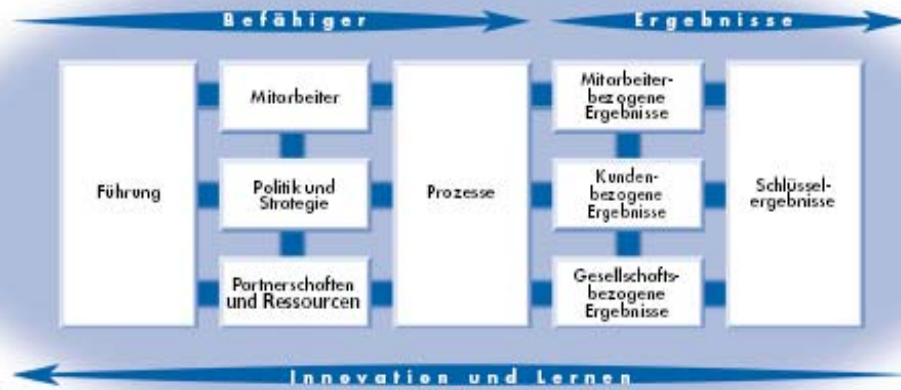 Befähiger
Ergebnisse
Führung
Mitarbeiter
Politik und
Strategie
Partnerschaften
und Ressourcen
Prozesse
Mitarbeiter-
bezogene
Ergebnisse
Kunden-
bezogene
Ergebnisse
Gesellschafts-
bezogene
Ergebnisse
Schlüssel-
ergebnisse
Innovation und Lernen